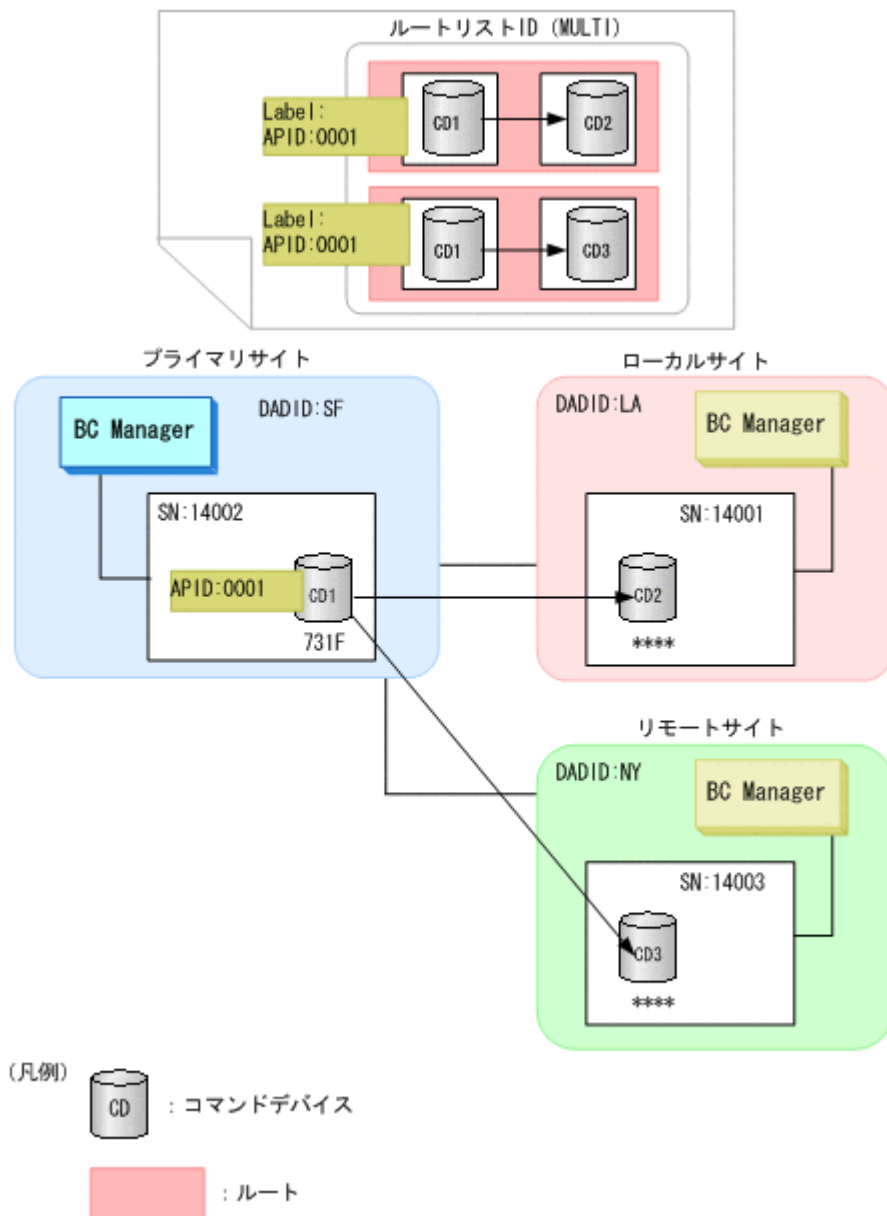 ルートリストID (MULTI)
Label:
APID:0001
CD1
CD2
Label:
APID:0001
CD1
CD3
プライマリサイト
ローカルサイト
BC Manager
DADID:SF
DADID:LA
BC Manager
SN:14002
SN:14001
APID:0001
CD1
CD2
731F
****
リモートサイト
DADID:NY
BC Manager
SN:14003
CD3
****
(凡例)
CD
: コマンドデバイス
: ルート